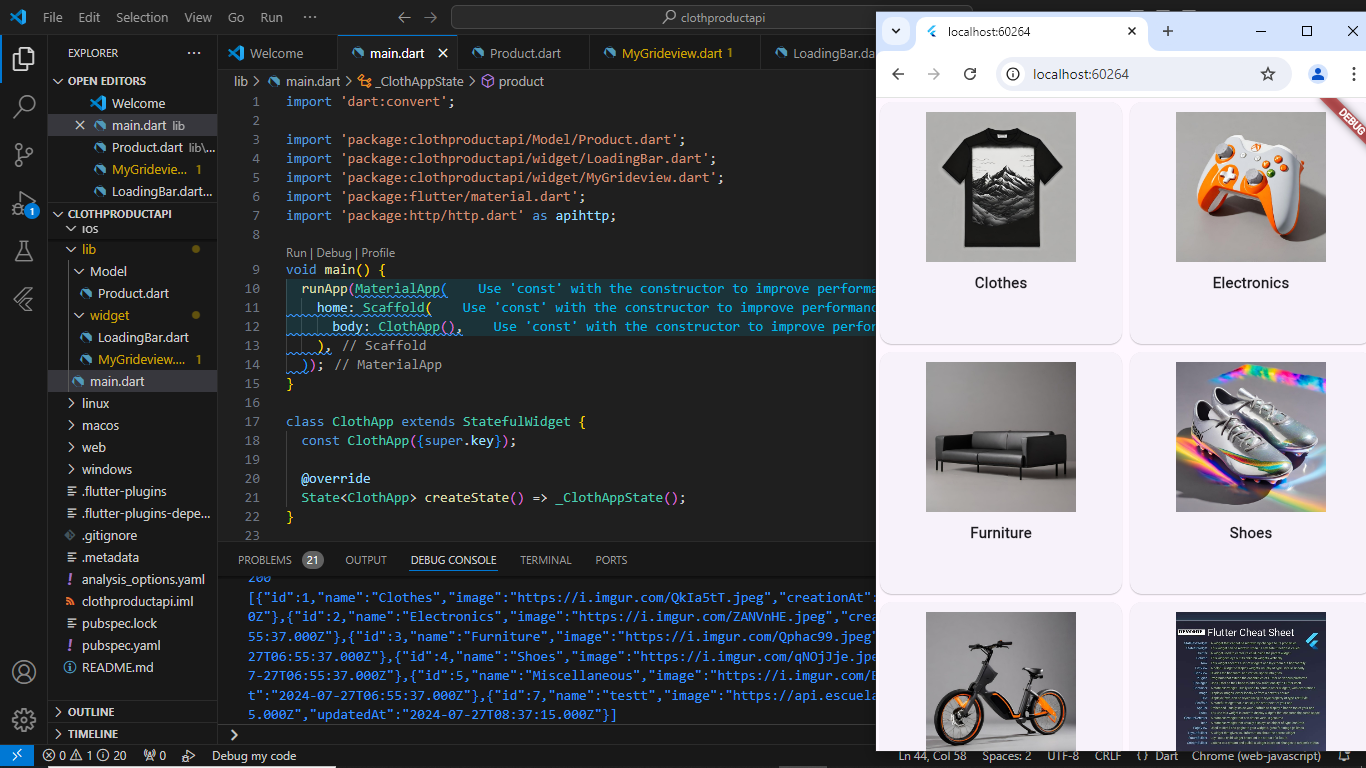 File Edit Selection View Go Run ···
clothproductapi
EXPLORER
OPEN EDITORS
Welcome
main.dart lib
Product.dart lib\...
MyGridevie... 1
LoadingBar.dart...
CLOTHPRODUCTAPI
ios
lib
Model
Product.dart
widget
LoadingBar.dart
MyGrideview.... 1
main.dart
linux
macos
web
windows
.flutter-plugins
.flutter-plugins-depe...
.gitignore
.metadata
analysis_options.yaml
clothproductapi.iml
pubspec.lock
pubspec.yaml
README.md
OUTLINE
TIMELINE
1
Welcome main.dart Product.dart MyGrideview.dart 1 LoadingBar.da
lib > main.dart > _ClothAppState > product
1 import 'dart:convert';
2
3 import 'package:clothproductapi/Model/Product.dart';
4 import 'package:clothproductapi/widget/LoadingBar.dart';
5 import 'package:clothproductapi/widget/MyGrideview.dart';
6 import 'package:flutter/material.dart';
7 import 'package:http/http.dart' as apihttp;
8
Run | Debug | Profile
9 void main() {
10 runApp(MaterialApp( Use 'const' with the constructor to improve performa
11 home: Scaffold( Use 'const' with the constructor to improve performanc
12 body: ClothApp(), Use 'const' with the constructor to improve perfor
13 ), // Scaffold
14 )); // MaterialApp
15 }
16
17 class ClothApp extends StatefulWidget {
18 const ClothApp({super.key});
19
20 @override
21 State<ClothApp> createState() => _ClothAppState();
22 }
23
PROBLEMS 21 OUTPUT DEBUG CONSOLE TERMINAL PORTS
200
[{"id":1,"name":"Clothes","image":"https://i.imgur.com/QkIa5tT.jpeg","creationAt":
0Z"},{"id":2,"name":"Electronics","image":"https://i.imgur.com/ZANVnHE.jpeg","crea
55:37.000Z"},{"id":3,"name":"Furniture","image":"https://i.imgur.com/Qphac99.jpeg"
27T06:55:37.000Z"},{"id":4,"name":"Shoes","image":"https://i.imgur.com/qNOjJje.jpe
7-27T06:55:37.000Z"},{"id":5,"name":"Miscellaneous","image":"https://i.imgur.com/B
t":"2024-07-27T06:55:37.000Z"},{"id":7,"name":"testt","image":"https://api.escuela
5.000Z","updatedAt":"2024-07-27T08:37:15.000Z"}]
>
0 1 20 0 Debug my code Ln 44, Col 58 Spaces: 2 UTF-8 CRLF { } Dart Chrome (web-javascript)
localhost:60264
localhost:60264
DEBUG
Clothes
Electronics
Furniture
Shoes
Flutter Cheat Sheet